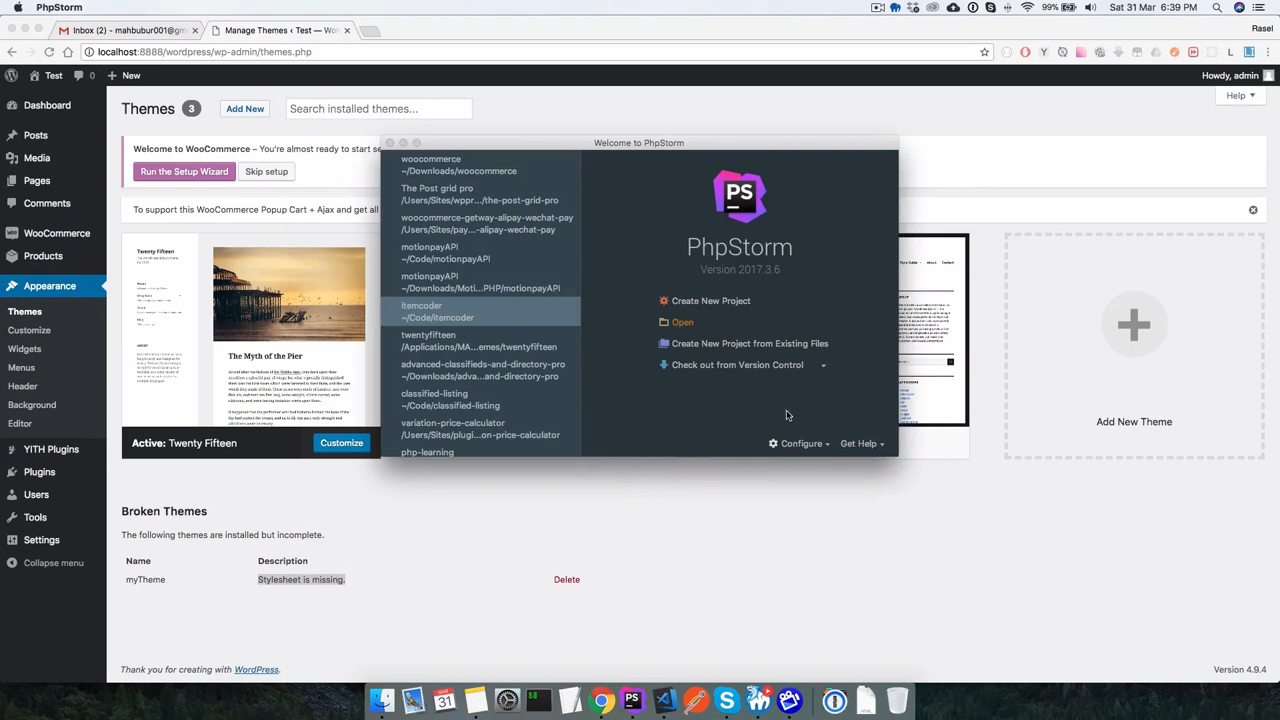 PhpStorm
99%
Sat 31 Mar 6:39 PM
Inbox (2) - mahbubur001@gm
Manage Themes ‹ Test — Wor
Rasel
localhost:8888/wordpress/wp-admin/themes.php
Test
0
New
Howdy, admin
Dashboard
Posts
Media
Pages
Comments
WooCommerce
Products
Appearance
Themes
Customize
Widgets
Menus
Header
Background
Editor
YITH Plugins
Plugins
Users
Tools
Settings
Collapse menu
Themes 3
Add New
Search installed themes...
Help
Welcome to WooCommerce – You're almost ready to start se
Run the Setup Wizard
Skip setup
To support this WooCommerce Popup Cart + Ajax and get all
Twenty Fifteen
The Myth of the Pier
Active: Twenty Fifteen
Customize
Welcome to PhpStorm
woocommerce
~/Downloads/woocommerce
The Post grid pro
/Users/Sites/wppr.../the-post-grid-pro
woocommerce-getway-alipay-wechat-pay
/Users/Sites/pay...-alipay-wechat-pay
motionpayAPI
~/Code/motionpayAPI
motionpayAPI
~/Downloads/Moti...PHP/motionpayAPI
itemcoder
~/Code/itemcoder
twentyfifteen
/Applications/MA...emes/twentyfifteen
advanced-classifieds-and-directory-pro
~/Downloads/adva...and-directory-pro
classified-listing
~/Code/classified-listing
variation-price-calculator
/Users/Sites/plugi...on-price-calculator
php-learning
PS
PhpStorm
Version 2017.3.6
Create New Project
Open
Create New Project from Existing Files
Check out from Version Control
Configure
Get Help
Add New Theme
Broken Themes
The following themes are installed but incomplete.
Name
Description
myTheme
Stylesheet is missing.
Delete
Thank you for creating with WordPress.
Version 4.9.4